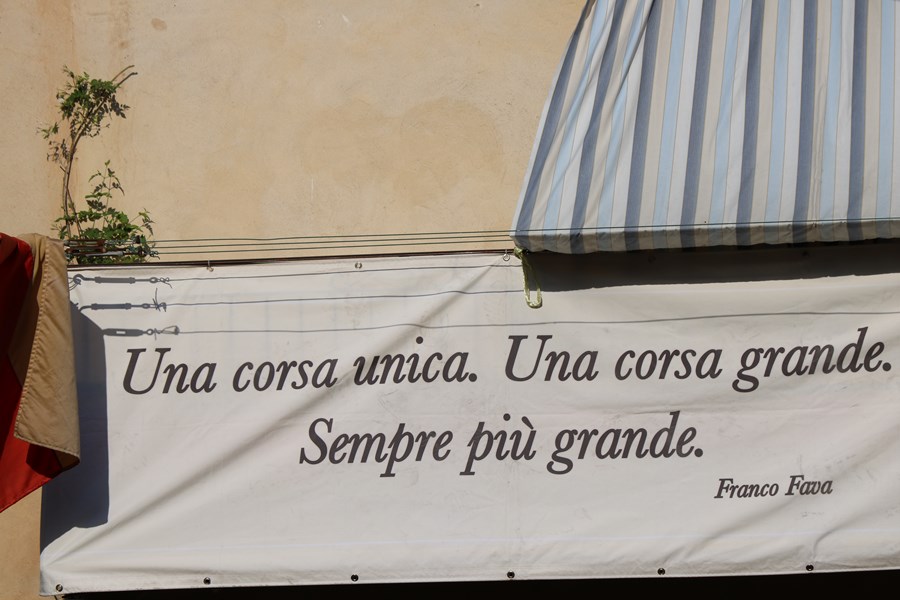 Una corsa unica. Una corsa grande.
Sempre più grande.
Franco Fava